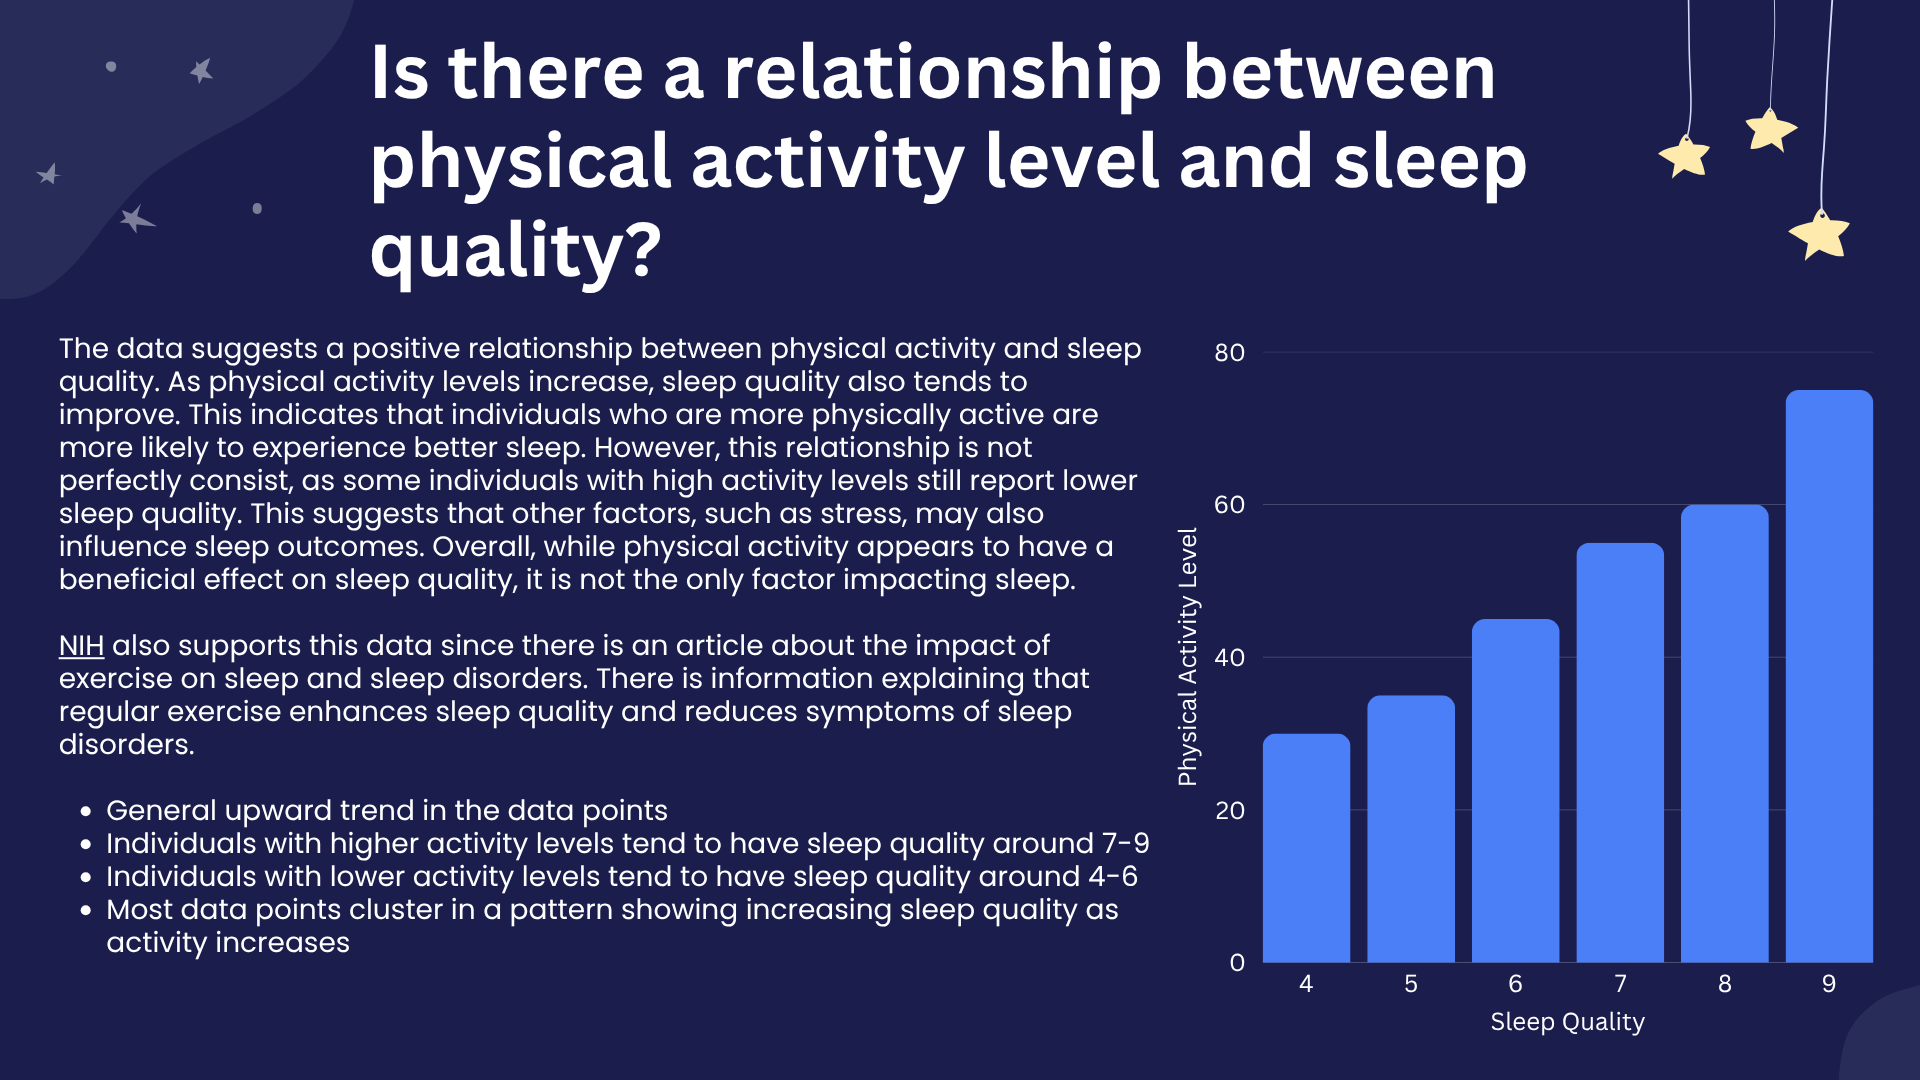 Is there a relationship between
physical activity level and sleep
quality?
The data suggests a positive relationship between physical activity and sleep
quality. As physical activity levels increase, sleep quality also tends to
improve. This indicates that individuals who are more physically active are
more likely to experience better sleep. However, this relationship is not
perfectly consist, as some individuals with high activity levels still report lower
sleep quality. This suggests that other factors, such as stress, may also
influence sleep outcomes. Overall, while physical activity appears to have a
beneficial effect on sleep quality, it is not the only factor impacting sleep.
NIH also supports this data since there is an article about the impact of
exercise on sleep and sleep disorders. There is information explaining that
regular exercise enhances sleep quality and reduces symptoms of sleep
disorders.
• General upward trend in the data points
• Individuals with higher activity levels tend to have sleep quality around 7-9
• Individuals with lower activity levels tend to have sleep quality around 4-6
• Most data points cluster in a pattern showing increasing sleep quality as
activity increases
Physical Activity Level
80
60
40
20
0
4 5 6 7 8 9
Sleep Quality